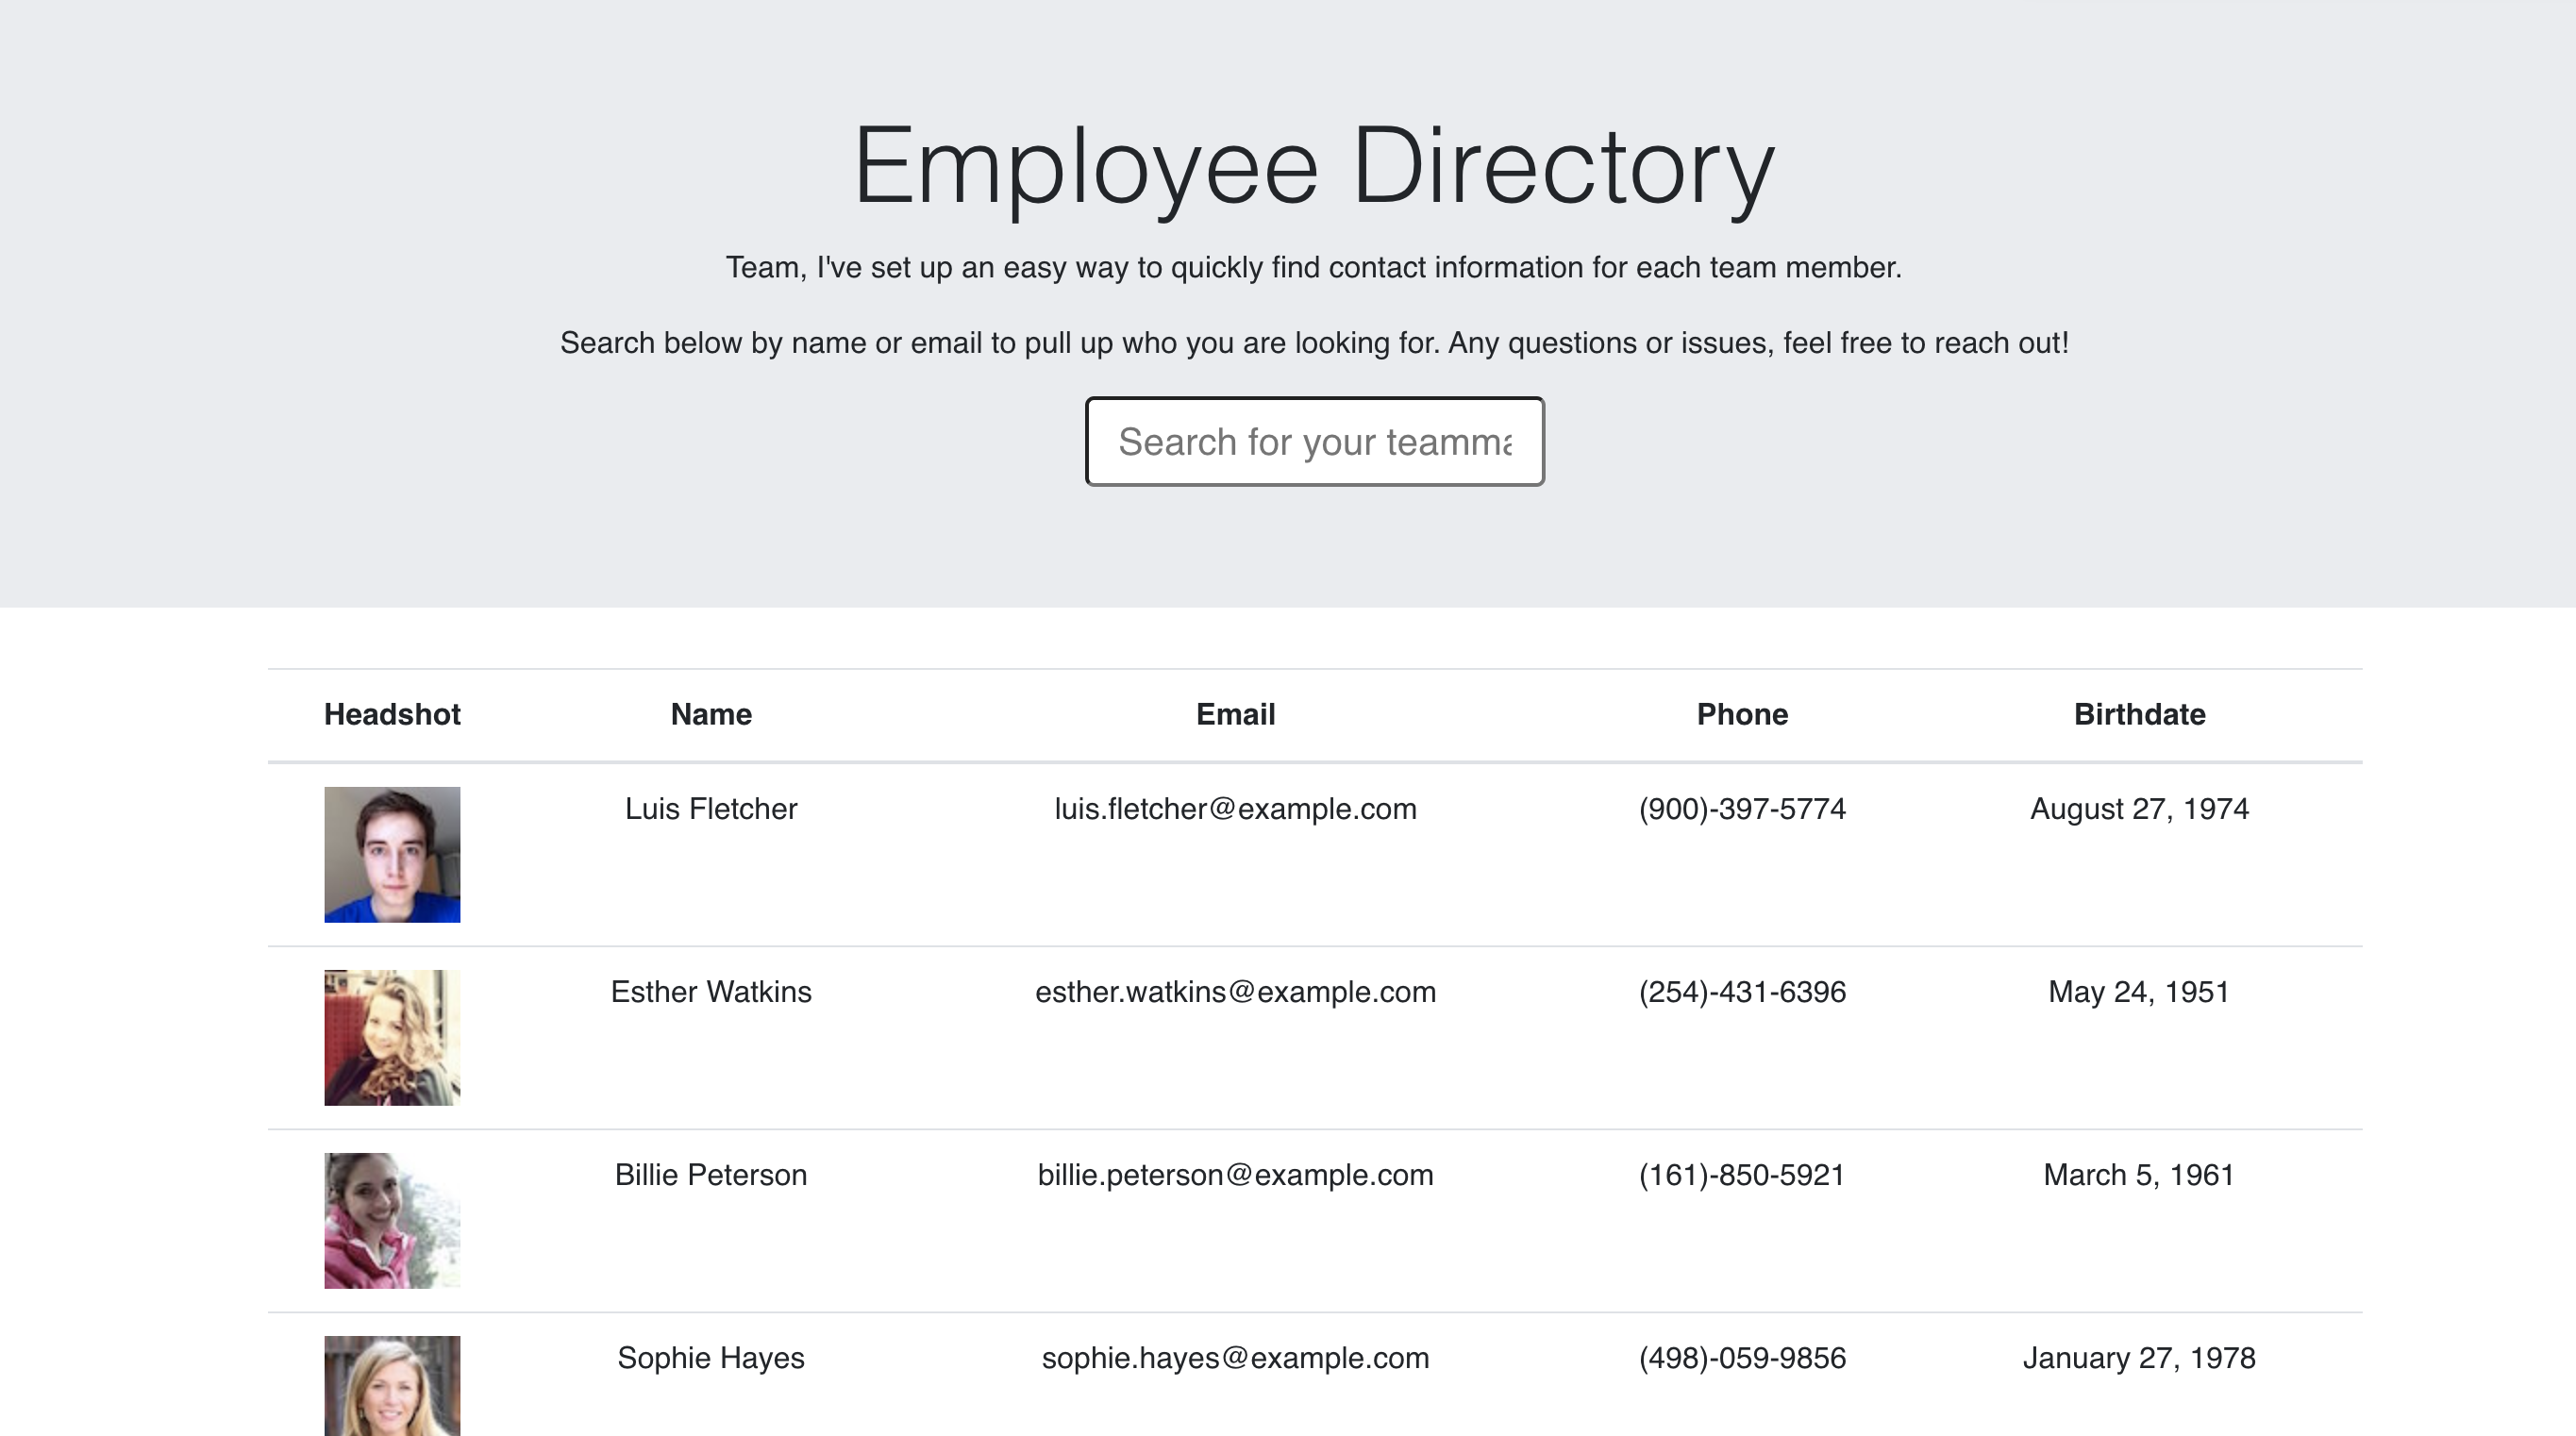 Employee Directory
Team, I've set up an easy way to quickly find contact information for each team member.
Search below by name or email to pull up who you are looking for. Any questions or issues, feel free to reach out!
Search for your
Headshot Name Email Phone Birthdate
Luis Fletcher luis.fletcher@example.com (900)-397-5774 August 27, 1974
Esther Watkins esther.watkins@example.com (254)-431-6396 May 24, 1951
Billie Peterson billie.peterson@example.com (161)-850-5921 March 5, 1961
Sophie Hayes sophie.hayes@example.com (498)-059-9856 January 27, 1978